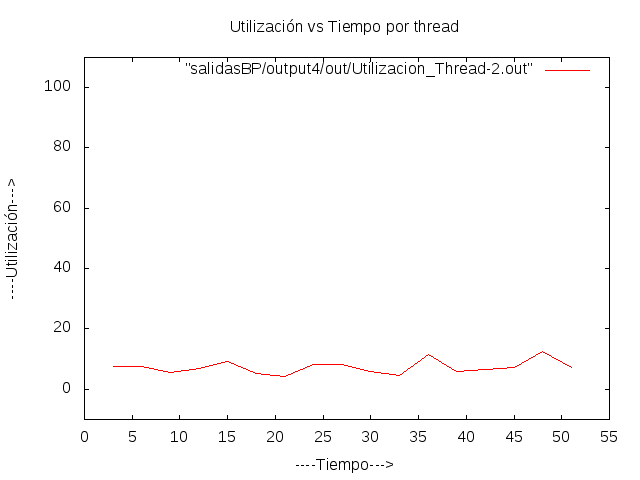 Utilización vs Tiempo por thread
"salidasBP/output4/out/Utilizacion_Thread-2.out"
100
80
60
40
20
0
----Utilización--->
0 5 10 15 20 25 30 35 40 45 50 55
----Tiempo--->